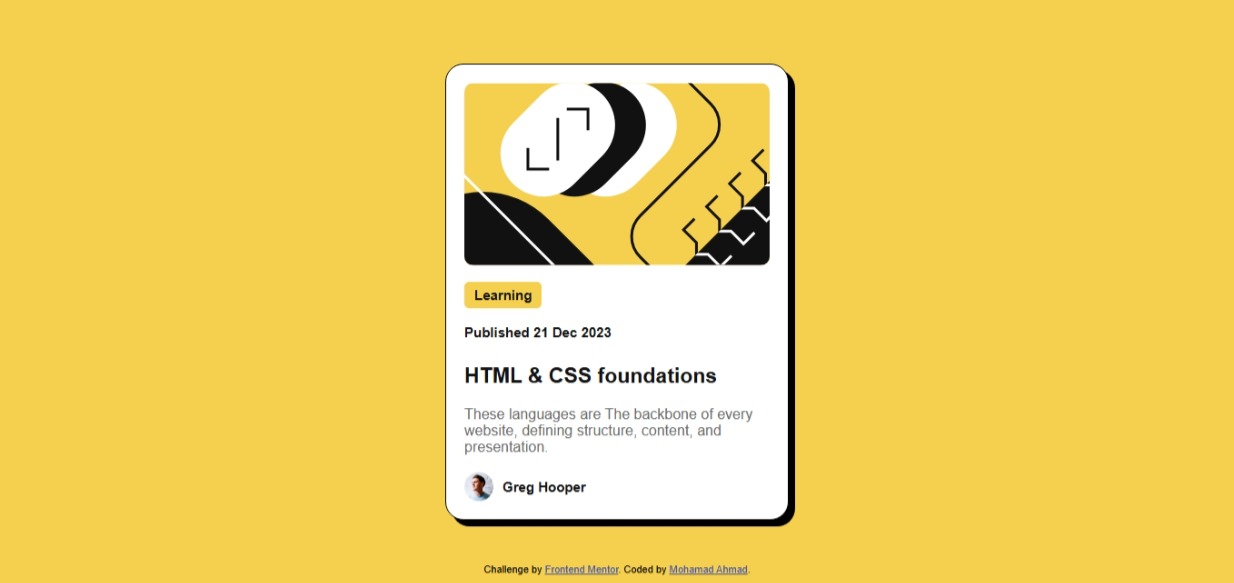 Learning
Published 21 Dec 2023
HTML & CSS foundations
These languages are The backbone of every
website, defining structure, content, and
presentation.
Greg Hooper
Challenge by Frontend Mentor. Coded by Mohamad Ahmad.